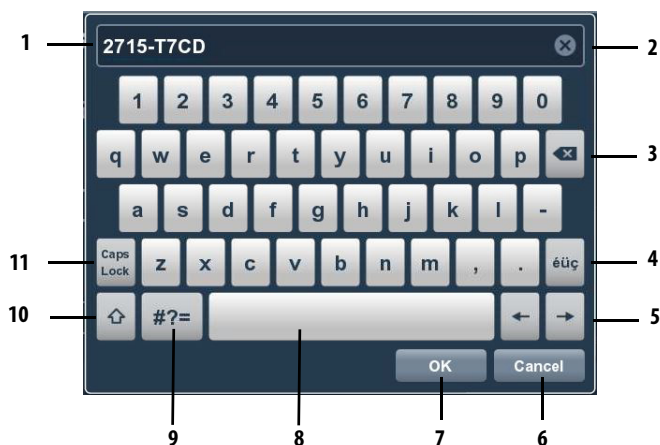 1 2715-T7CD 2
1 2 3 4 5 6 7 8 9 0
q w e r t y u i o p 3
a s d f g h j k l -
11 Caps Lock z x c v b n m , . éüç 4
10 #?= 5
OK Cancel
9 8 7 6